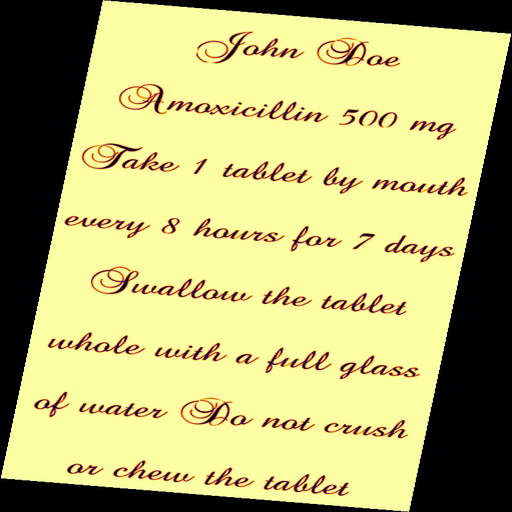 John Doe
Amoxicillin 500 mg
Take 1 tablet by mouth
every 8 hours for 7 days
Swallow the tablet
whole with a full glass
of water Do not crush
or chew the tablet